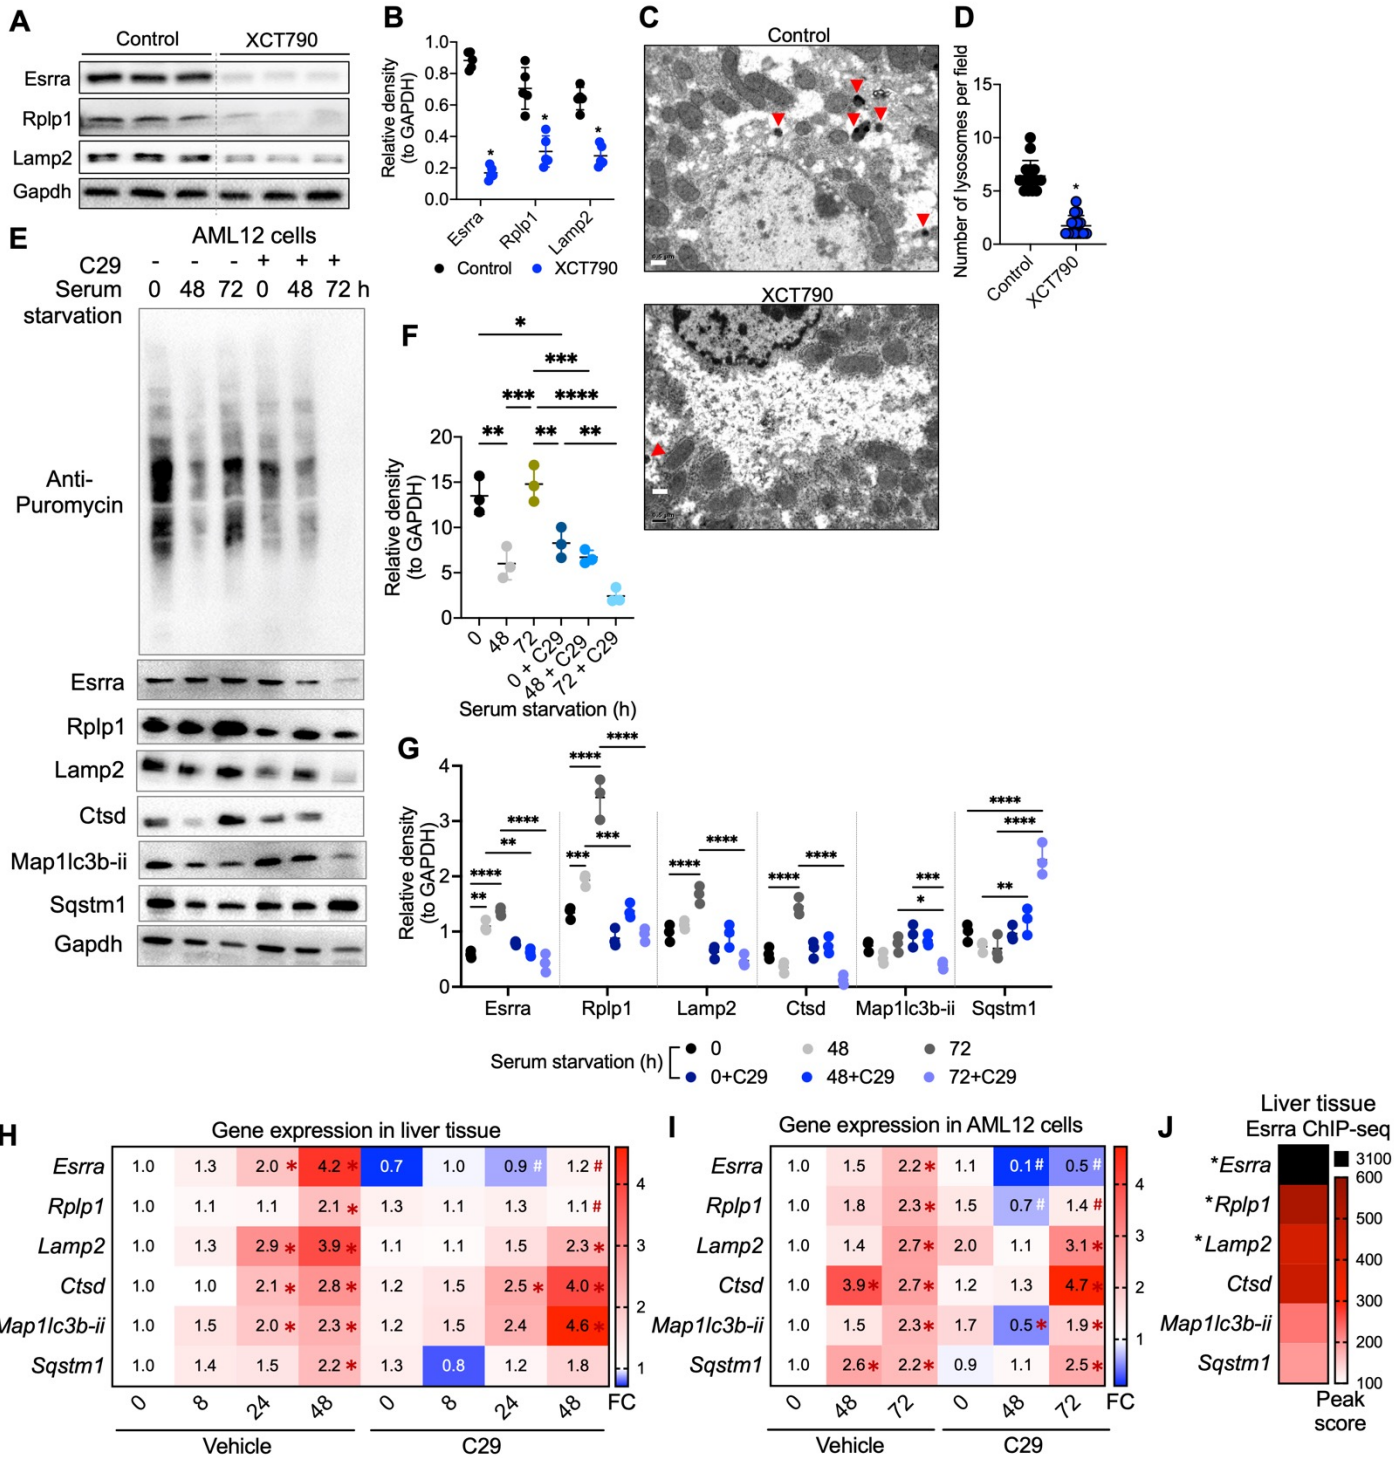 A
Control
XCT790
Esrra
Rplp1
Lamp2
Gapdh
B
Relative density
(to GAPDH)
1.0
0.8
0.6
0.4
0.2
0.0
*
*
*
Esrra
Rplp1
Lamp2
Control
XCT790
C
Control
XCT790
D
Number of lysosomes per field
15
10
5
0
*
Control
XCT790
E
AML12 cells
C29 - - - + + +
Serum starvation 0 48 72 0 48 72 h
Anti-
Puromycin
Esrra
Rplp1
Lamp2
Ctsd
Map1lc3b-ii
Sqstm1
Gapdh
F
*
***
*** ****
** ** **
Relative density
(to GAPDH)
20
15
10
5
0
0
48
72
0 + C29
48 + C29
72 + C29
Serum starvation (h)
G
Relative density
(to GAPDH)
4
3
2
1
0
****
**
****
**
****
****
***
***
****
****
****
****
***
*
****
****
**
Esrra
Rplp1
Lamp2
Ctsd
Map1lc3b-ii
Sqstm1
Serum starvation (h)
0 48 72
0+C29 48+C29 72+C29
H
Gene expression in liver tissue
Esrra 1.0 1.3 2.0* 4.2* 0.7 1.0 0.9# 1.2#
Rplp1 1.0 1.1 1.1 2.1* 1.3 1.1 1.3 1.1#
Lamp2 1.0 1.3 2.9* 3.9* 1.1 1.1 1.5 2.3*
Ctsd 1.0 1.0 2.1* 2.8* 1.2 1.5 2.5* 4.0*
Map1lc3b-ii 1.0 1.5 2.0* 2.3* 1.2 1.5 2.4 4.6*
Sqstm1 1.0 1.4 1.5 2.2* 1.3 0.8 1.2 1.8
0 8 24 48 0 8 24 48
Vehicle
C29
4
3
2
1
FC
I
Gene expression in AML12 cells
Esrra 1.0 1.5 2.2* 1.1 0.1# 0.5#
Rplp1 1.0 1.8 2.3* 1.5 0.7# 1.4#
Lamp2 1.0 1.4 2.7* 2.0 1.1 3.1*
Ctsd 1.0 3.9* 2.7* 1.2 1.3 4.7*
Map1lc3b-ii 1.0 1.5 2.3* 1.7 0.5* 1.9*
Sqstm1 1.0 2.6* 2.2* 0.9 1.1 2.5*
0 48 72 0 48 72
Vehicle
C29
4
3
2
1
FC
J
Liver tissue
Esrra ChIP-seq
*Esrra
*Rplp1
*Lamp2
Ctsd
Map1lc3b-ii
Sqstm1
3100
600
500
400
300
200
100
Peak
score